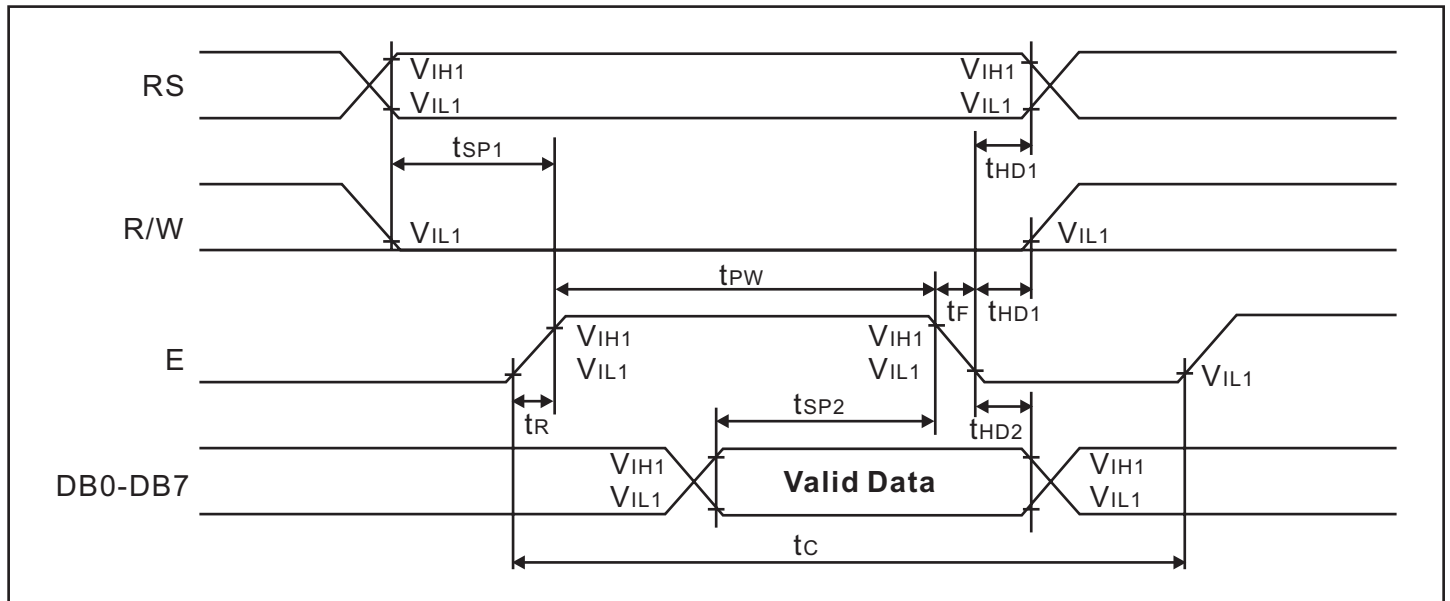 RS
VIH1
VIL1
VIH1
VIL1
tSP1
tHD1
R/W
VIL1
VIL1
tPW
tF
tHD1
E
VIH1
VIL1
VIH1
VIL1
VIL1
tR
tSP2
tHD2
DB0-DB7
VIH1
VIL1
Valid Data
VIH1
VIL1
tC